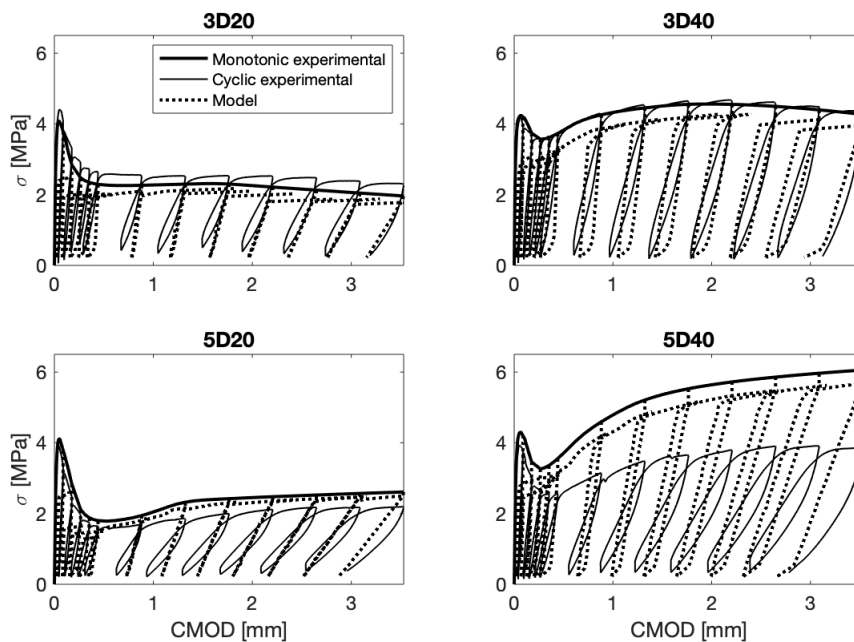 3D20
3D40
Monotonic experimental
Cyclic experimental
Model
σ [MPa]
6
4
2
0
0 1 2 3
6
4
2
0
0 1 2 3
5D20
5D40
σ [MPa]
6
4
2
0
0 1 2 3
CMOD [mm]
6
4
2
0
0 1 2 3
CMOD [mm]